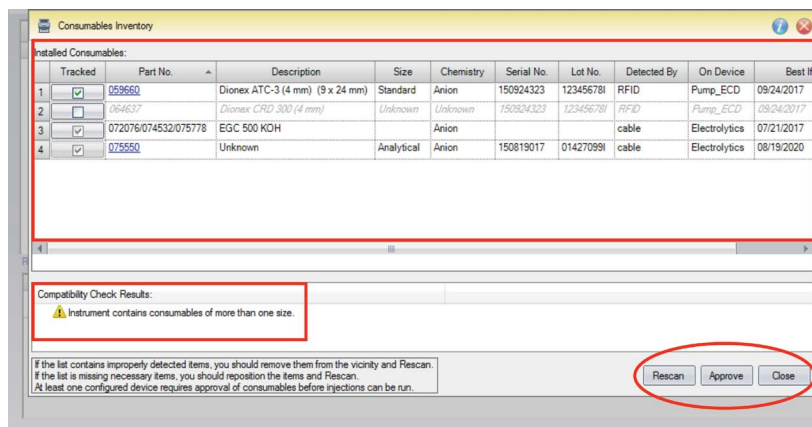 Consumables Inventory
Installed Consumables:
Tracked Part No. Description Size Chemistry Serial No. Lot No. Detected By On Device Best If
1 059660 Dionex ATC-3 (4 mm) (9 x 24 mm) Standard Anion 150924323 12345678I RFID Pump_ECD 09/24/2017
2 064637 Dionex CRD 300 (4 mm) Unknown Unknown 150924323 12345678I RFID Pump_ECD 09/24/2017
3 072076/074532/075778 EGC 500 KOH Anion cable Electrolytics 07/21/2017
4 075550 Unknown Analytical Anion 150819017 01427099I cable Electrolytics 08/19/2020
Compatibility Check Results:
Instrument contains consumables of more than one size.
If the list contains improperly detected items, you should remove them from the vicinity and Rescan.
If the list is missing necessary items, you should reposition the items and Rescan.
At least one configured device requires approval of consumables before injections can be run.
Rescan Approve Close